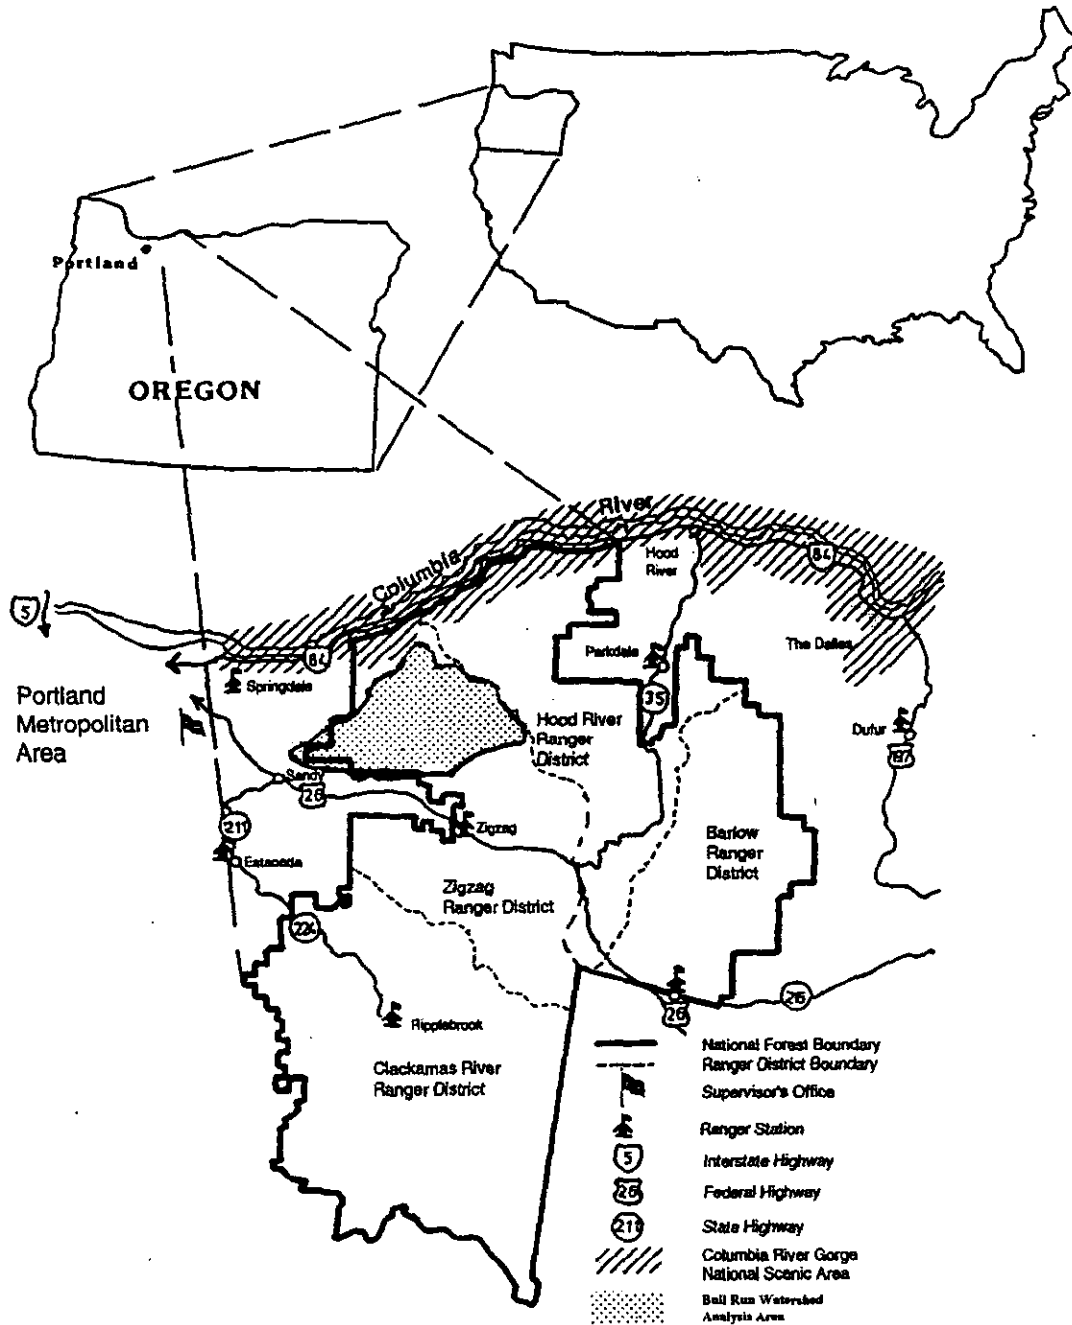 Portland
OREGON
River
Columbia
Hood
River
84
5
84
Parkdale
The Dalles
Springdale
35
Portland
Metropolitan
Area
Hood River
Ranger
District
Dufur
197
Sandy
26
211
Zigzag
Estacada
Barlow
Ranger
District
Zigzag
Ranger District
224
26
26
Ripplebrook
Clackamas River
Ranger District
National Forest Boundary
Ranger District Boundary
Supervisor's Office
Ranger Station
5
Interstate Highway
26
Federal Highway
211
State Highway
Columbia River Gorge
National Scenic Area
Bull Run Watershed
Analysis Area